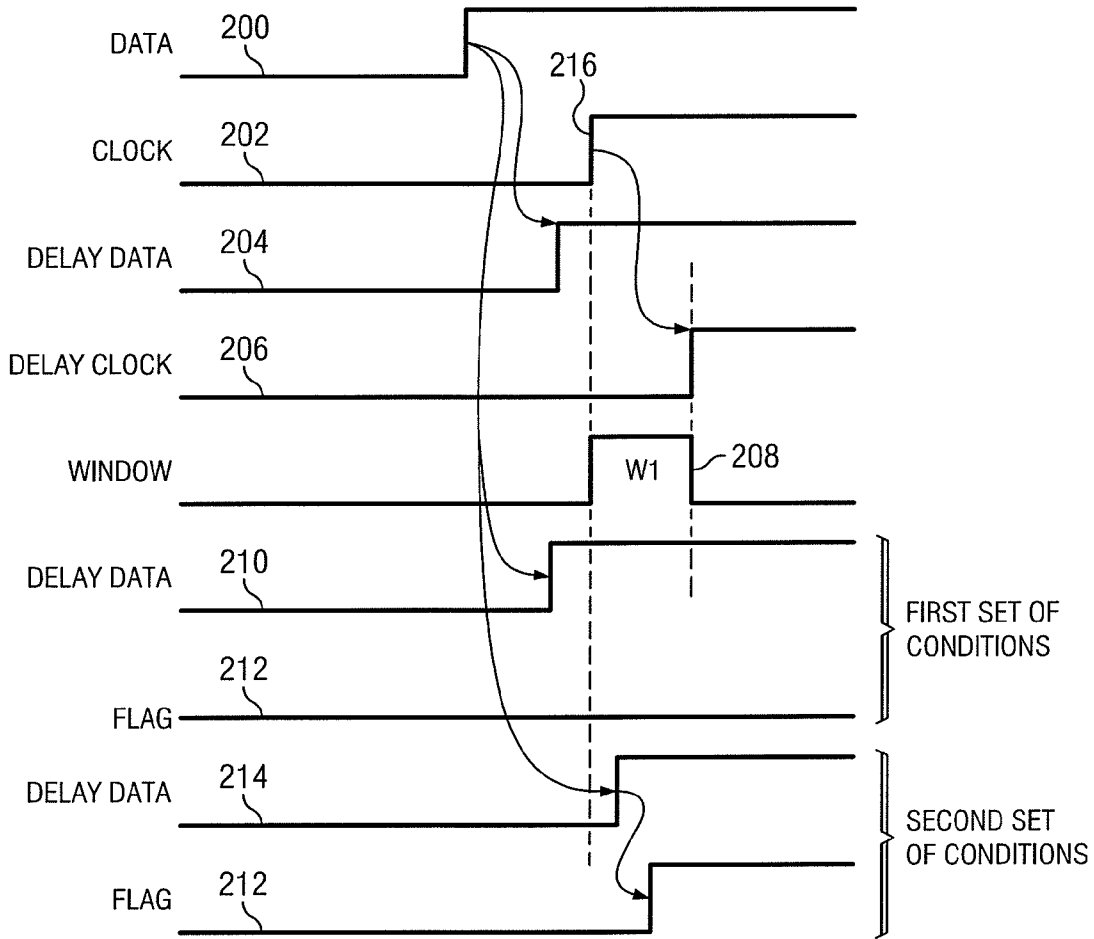 DATA
200
216
CLOCK
202
DELAY DATA
204
DELAY CLOCK
206
WINDOW
W1
208
DELAY DATA
210
FIRST SET OF
CONDITIONS
FLAG
212
DELAY DATA
214
SECOND SET
OF CONDITIONS
FLAG
212